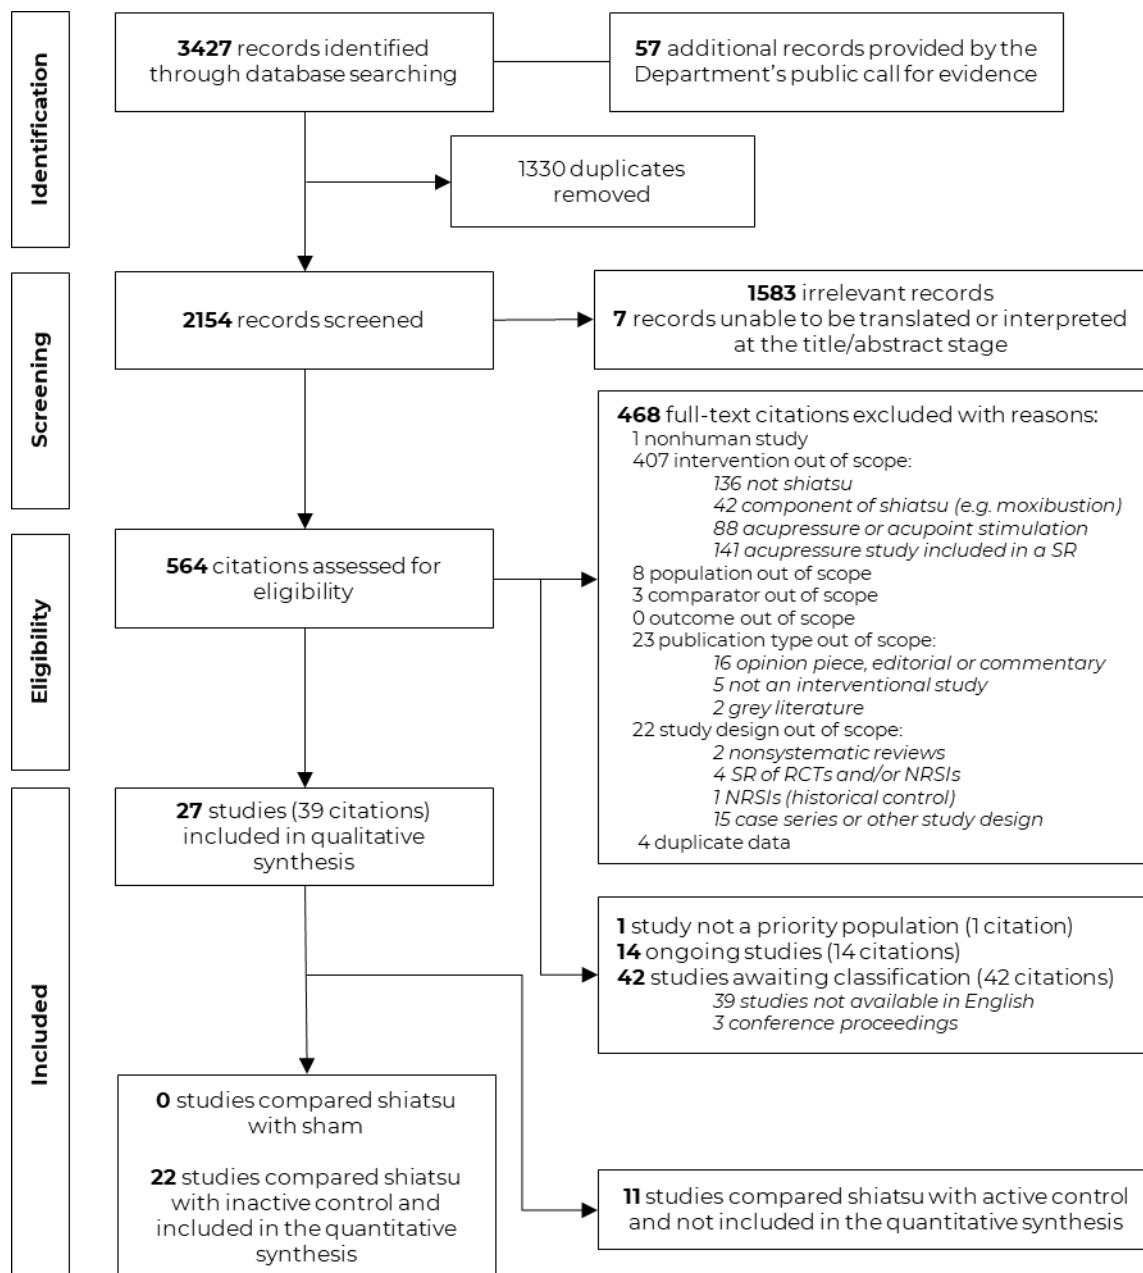 Identification
3427 records identified
through database searching
57 additional records provided by the
Department's public call for evidence
1330 duplicates
removed
Screening
2154 records screened
1583 irrelevant records
7 records unable to be translated or interpreted
at the title/abstract stage
Eligibility
564 citations assessed for
eligibility
468 full-text citations excluded with reasons:
1 nonhuman study
407 intervention out of scope:
136 not shiatsu
42 component of shiatsu (e.g. moxibustion)
88 acupressure or acupoint stimulation
141 acupressure study included in a SR
8 population out of scope
3 comparator out of scope
0 outcome out of scope
23 publication type out of scope:
16 opinion piece, editorial or commentary
5 not an interventional study
2 grey literature
22 study design out of scope:
2 nonsystematic reviews
4 SR of RCTs and/or NRSIs
1 NRSIs (historical control)
15 case series or other study design
4 duplicate data
Included
27 studies (39 citations)
included in qualitative
synthesis
1 study not a priority population (1 citation)
14 ongoing studies (14 citations)
42 studies awaiting classification (42 citations)
39 studies not available in English
3 conference proceedings
0 studies compared shiatsu
with sham
22 studies compared shiatsu
with inactive control and
included in the quantitative
synthesis
11 studies compared shiatsu with active control
and not included in the quantitative synthesis